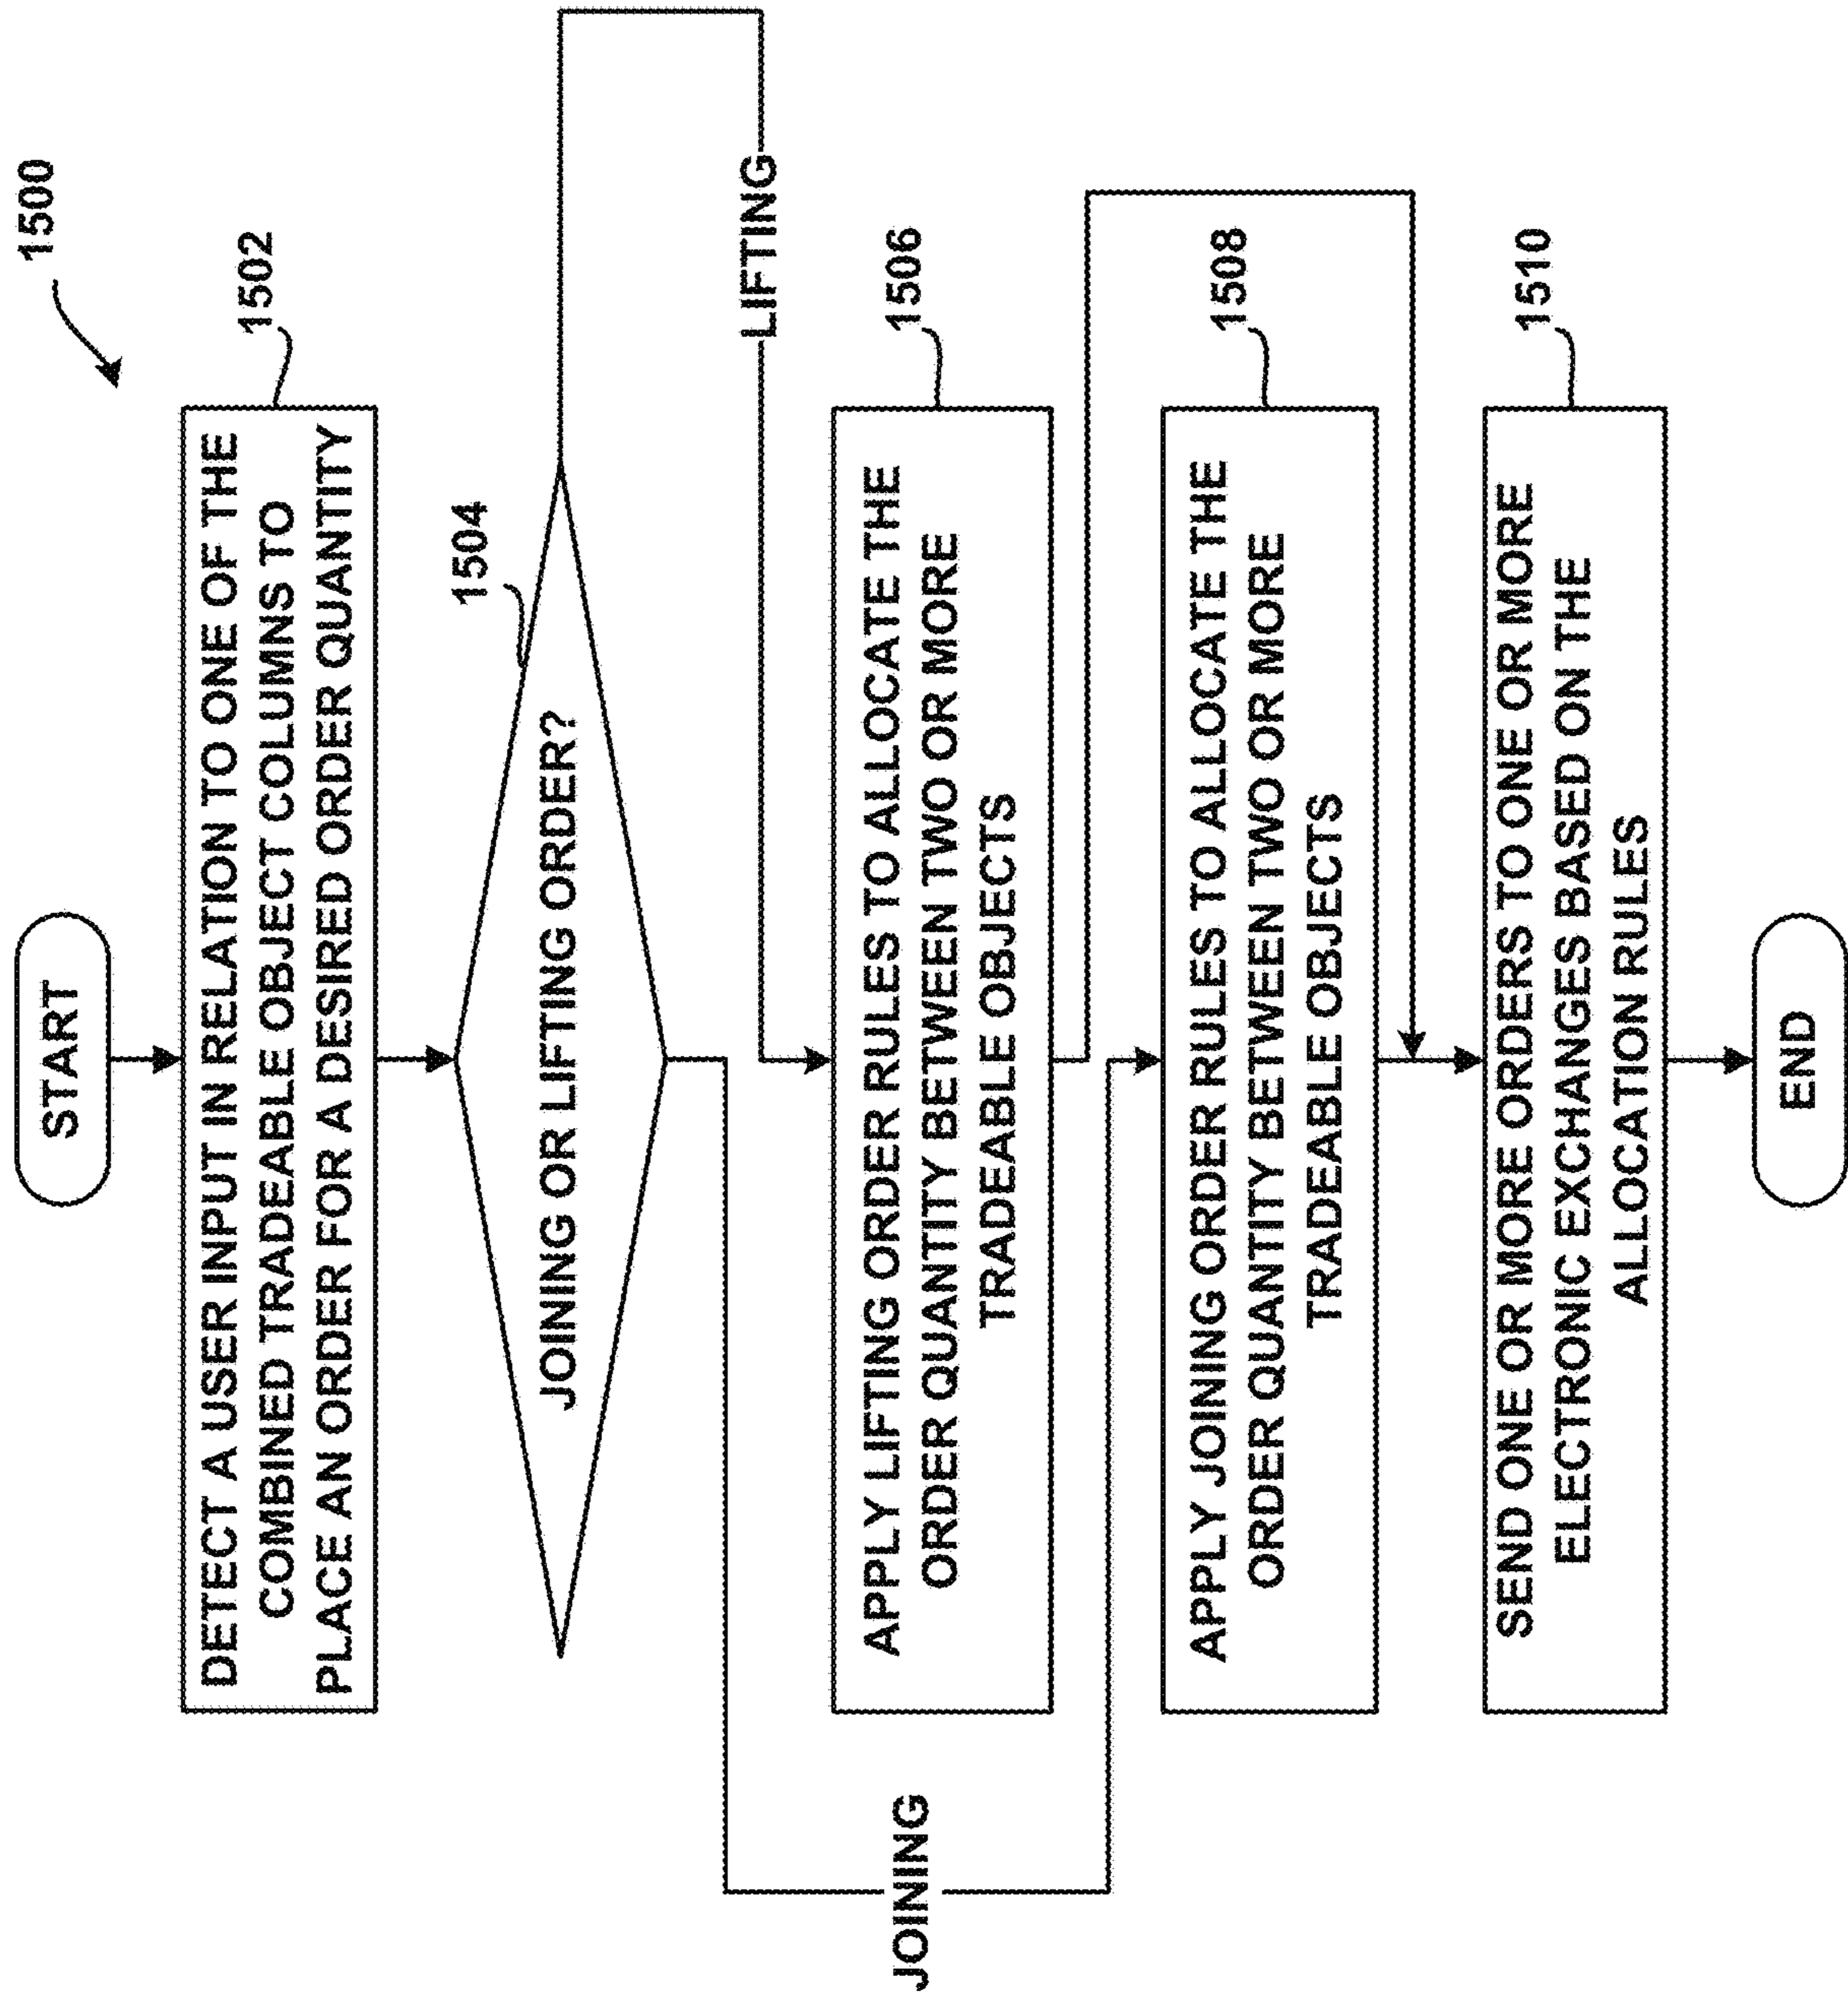 1500
START
DETECT A USER INPUT IN RELATION TO ONE OF THE
COMBINED TRADEABLE OBJECT COLUMNS TO
PLACE AN ORDER FOR A DESIRED ORDER QUANTITY
1502
JOINING OR LIFTING ORDER?
1504
LIFTING
APPLY LIFTING ORDER RULES TO ALLOCATE THE
ORDER QUANTITY BETWEEN TWO OR MORE
TRADEABLE OBJECTS
1506
JOINING
APPLY JOINING ORDER RULES TO ALLOCATE THE
ORDER QUANTITY BETWEEN TWO OR MORE
TRADEABLE OBJECTS
1508
SEND ONE OR MORE ORDERS TO ONE OR MORE
ELECTRONIC EXCHANGES BASED ON THE
ALLOCATION RULES
1510
END